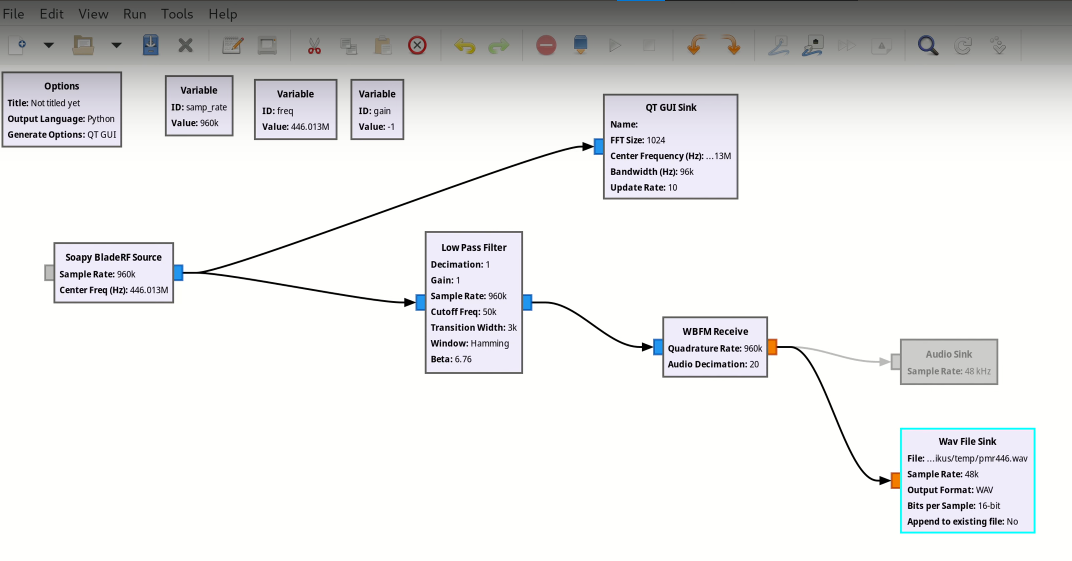 File Edit View Run Tools Help
Options
Title: Not titled yet
Output Language: Python
Generate Options: QT GUI
Variable
ID: samp_rate
Value: 960k
Variable
ID: freq
Value: 446.013M
Variable
ID: gain
Value: -1
QT GUI Sink
Name:
FFT Size: 1024
Center Frequency (Hz): ...13M
Bandwidth (Hz): 96k
Update Rate: 10
Soapy BladeRF Source
Sample Rate: 960k
Center Freq (Hz): 446.013M
Low Pass Filter
Decimation: 1
Gain: 1
Sample Rate: 960k
Cutoff Freq: 50k
Transition Width: 3k
Window: Hamming
Beta: 6.76
WBFM Receive
Quadrature Rate: 960k
Audio Decimation: 20
Audio Sink
Sample Rate: 48 kHz
Wav File Sink
File: ...ikus/temp/pmr446.wav
Sample Rate: 48k
Output Format: WAV
Bits per Sample: 16-bit
Append to existing file: No